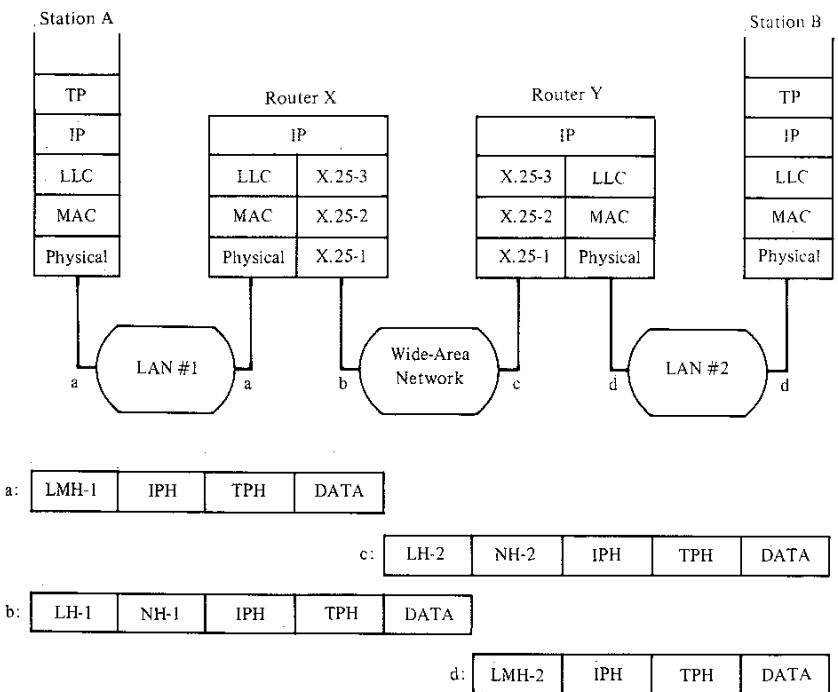 Station A
Station B
TP
Router X
Router Y
TP
IP
IP
IP
IP
LLC
LLC
X.25-3
X.25-3
LLC
LLC
MAC
MAC
X.25-2
X.25-2
MAC
MAC
Physical
Physical
X.25-1
X.25-1
Physical
Physical
LAN #1
Wide-Area
Network
LAN #2
a
a
b
c
d
d
a: LMH-1 IPH TPH DATA
c: LH-2 NH-2 IPH TPH DATA
b: LH-1 NH-1 IPH TPH DATA
d: LMH-2 IPH TPH DATA